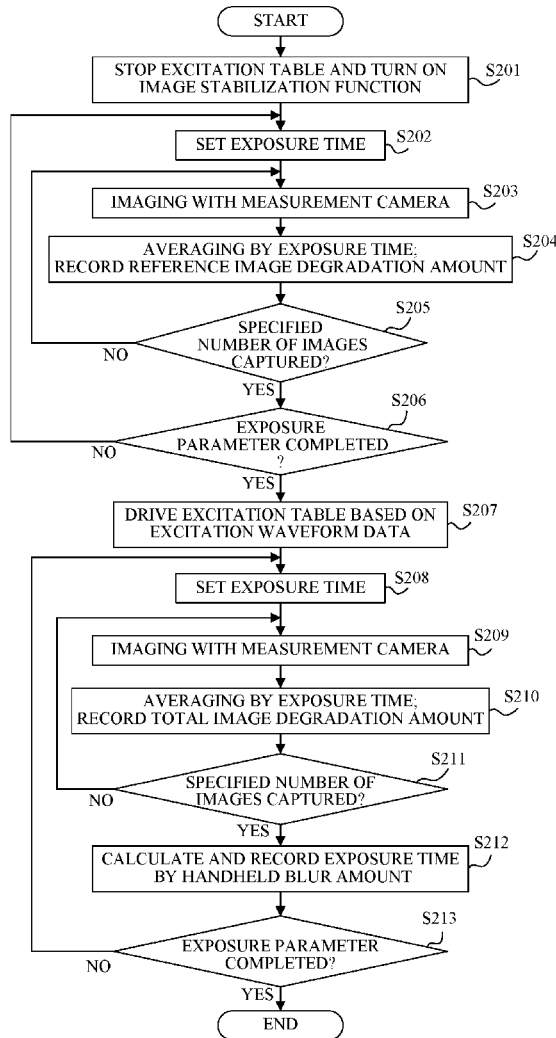 START
STOP EXCITATION TABLE AND TURN ON
IMAGE STABILIZATION FUNCTION
S201
SET EXPOSURE TIME
S202
IMAGING WITH MEASUREMENT CAMERA
S203
AVERAGING BY EXPOSURE TIME;
RECORD REFERENCE IMAGE DEGRADATION AMOUNT
S204
SPECIFIED
NUMBER OF IMAGES
CAPTURED?
S205
NO
YES
EXPOSURE
PARAMETER COMPLETED
?
S206
NO
YES
DRIVE EXCITATION TABLE BASED ON
EXCITATION WAVEFORM DATA
S207
SET EXPOSURE TIME
S208
IMAGING WITH MEASUREMENT CAMERA
S209
AVERAGING BY EXPOSURE TIME;
RECORD TOTAL IMAGE DEGRADATION AMOUNT
S210
SPECIFIED NUMBER OF
IMAGES CAPTURED?
S211
NO
YES
CALCULATE AND RECORD EXPOSURE TIME
BY HANDHELD BLUR AMOUNT
S212
EXPOSURE PARAMETER
COMPLETED?
S213
NO
YES
END